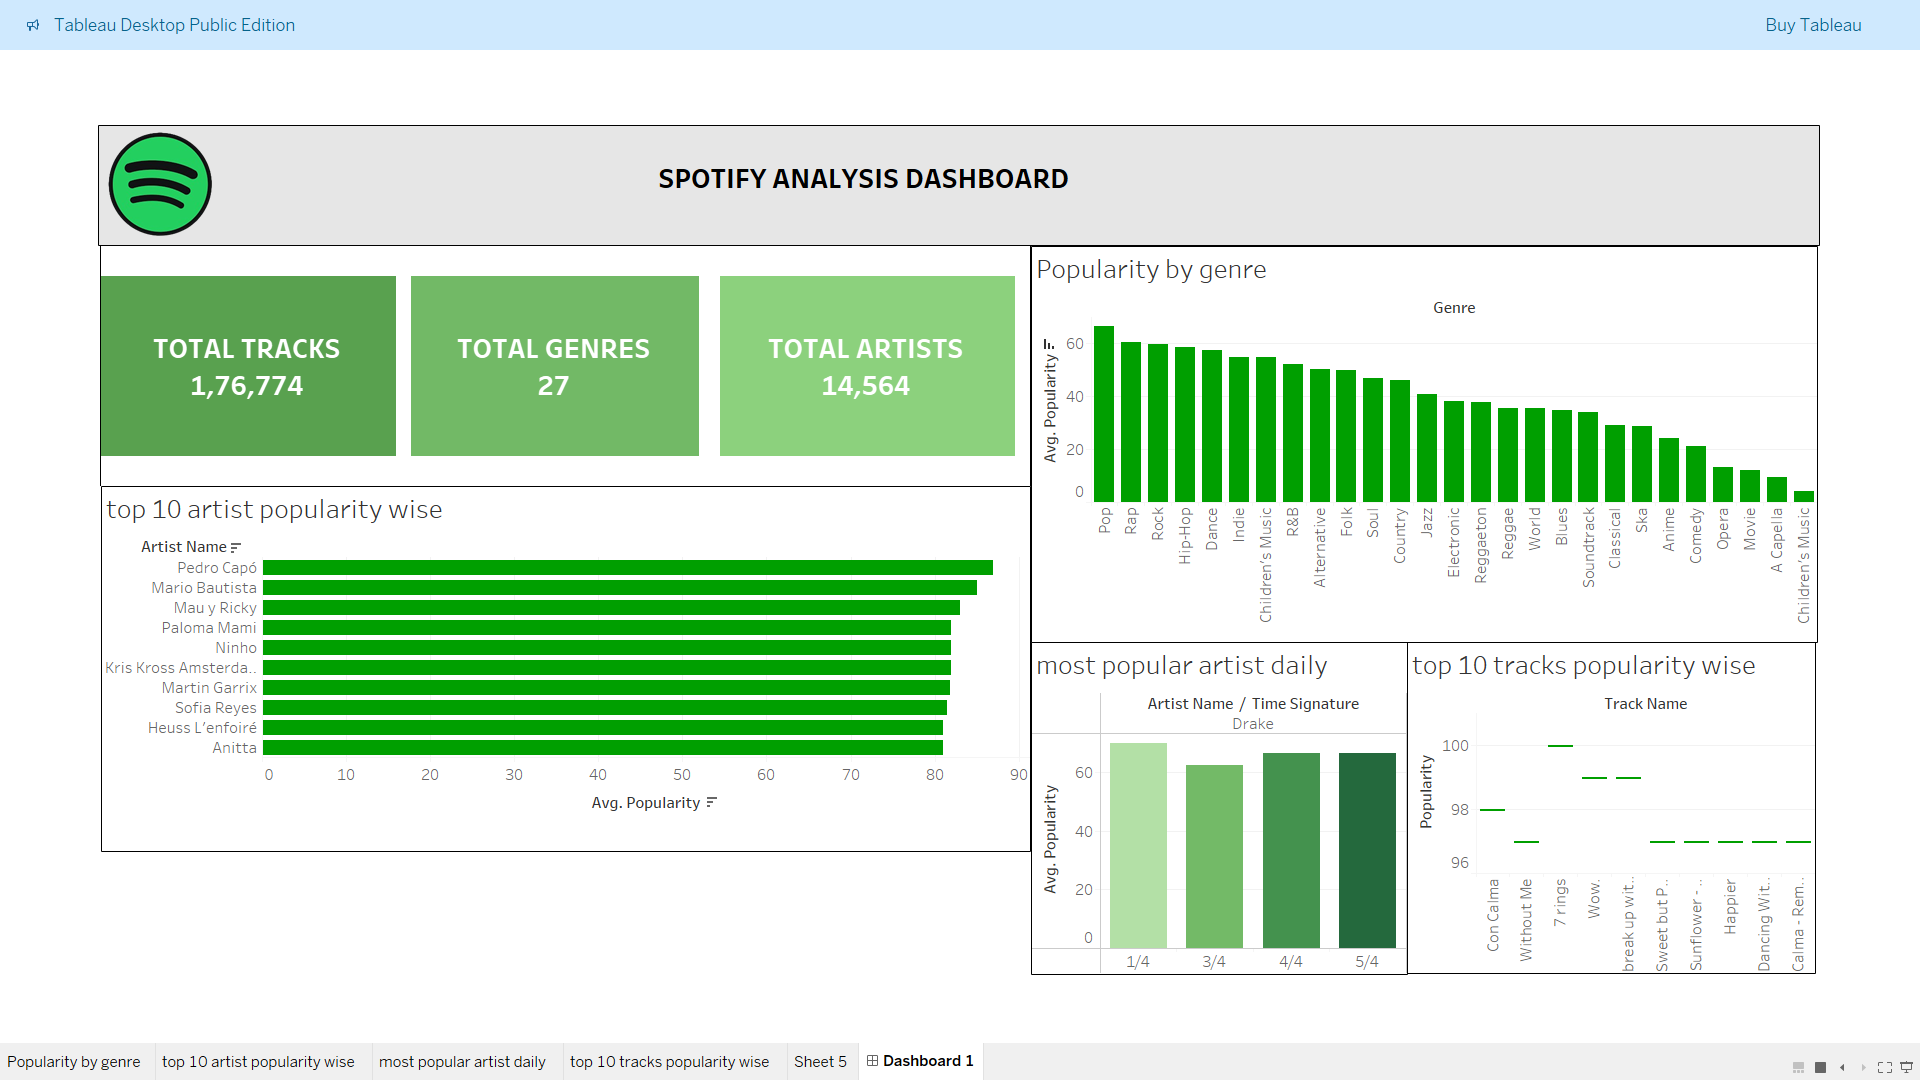 Tableau Desktop Public Edition
Buy Tableau
SPOTIFY ANALYSIS DASHBOARD
TOTAL TRACKS
1,76,774
TOTAL GENRES
27
TOTAL ARTISTS
14,564
top 10 artist popularity wise
Artist Name
Pedro Capó
Mario Bautista
Mau y Ricky
Paloma Mami
Ninho
Kris Kross Amsterda..
Martin Garrix
Sofia Reyes
Heuss L'enfoiré
Anitta
0 10 20 30 40 50 60 70 80 90
Avg. Popularity
Popularity by genre
Genre
Avg. Popularity
60
40
20
0
Pop
Rap
Rock
Hip-Hop
Dance
Indie
Children's Music
R&B
Alternative
Folk
Soul
Country
Jazz
Electronic
Reggaeton
Reggae
World
Blues
Soundtrack
Classical
Ska
Anime
Comedy
Opera
Movie
A Capella
Children's Music
most popular artist daily
Artist Name / Time Signature
Drake
Avg. Popularity
60
40
20
0
1/4 3/4 4/4 5/4
top 10 tracks popularity wise
Track Name
Popularity
100
98
96
Con Calma
Without Me
7 rings
Wow.
break up wit..
Sweet but P..
Sunflower - ..
Happier
Dancing Wit..
Calma - Rem..
Popularity by genre
top 10 artist popularity wise
most popular artist daily
top 10 tracks popularity wise
Sheet 5
Dashboard 1